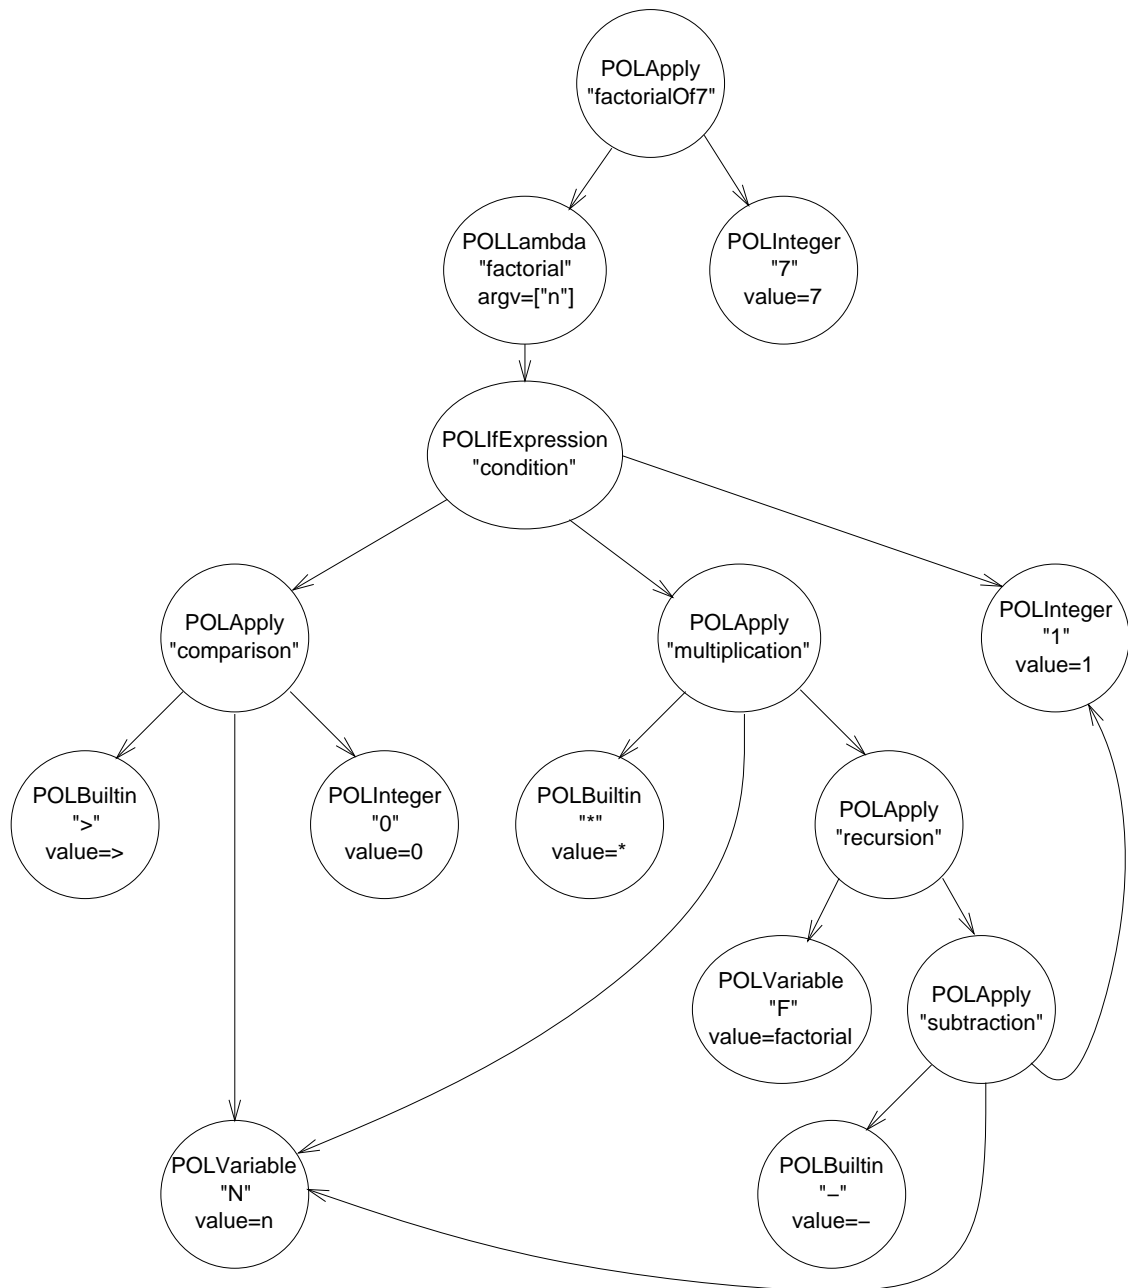 POLApply
"factorialOf7"
POLLambda
"factorial"
argv=["n"]
POLInteger
"7"
value=7
POLIfExpression
"condition"
POLApply
"comparison"
POLApply
"multiplication"
POLInteger
"1"
value=1
POLBuiltin
">"
value=>
POLInteger
"0"
value=0
POLBuiltin
"*"
value=*
POLApply
"recursion"
POLVariable
"F"
value=factorial
POLApply
"subtraction"
POLVariable
"N"
value=n
POLBuiltin
"−"
value=−